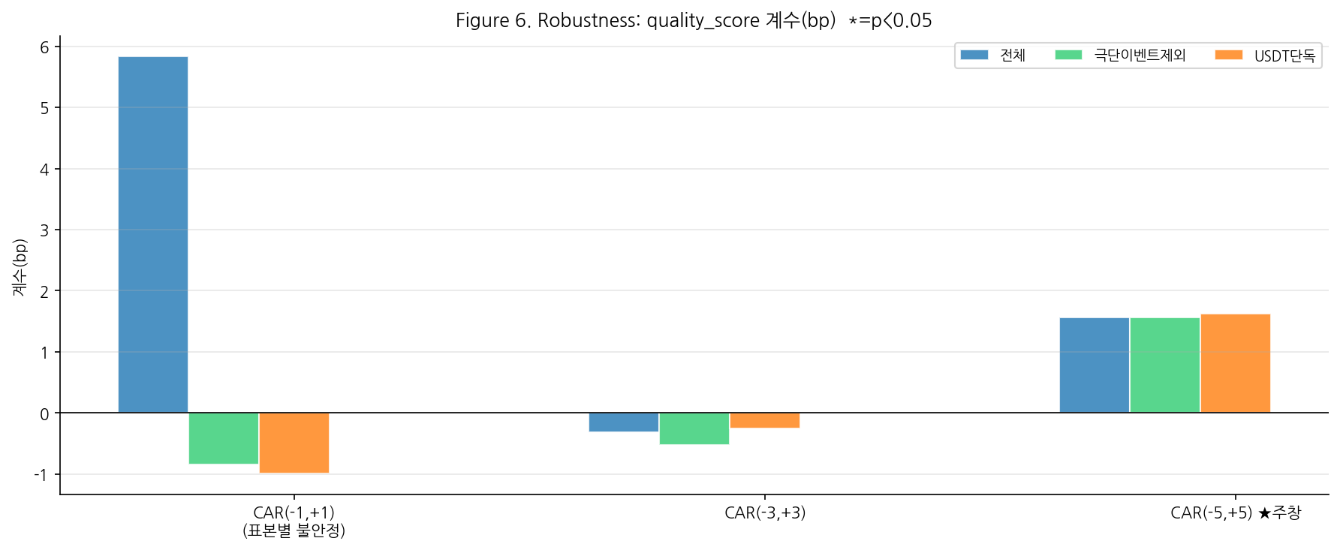 Figure 6. Robustness: quality_score 계수(bp)  *=p<0.05
전체 극단이벤트제외 USDT단독
계수(bp)
6
5
4
3
2
1
0
-1
CAR(-1,+1) CAR(-3,+3) CAR(-5,+5) ★주창
(표본별 불안정)